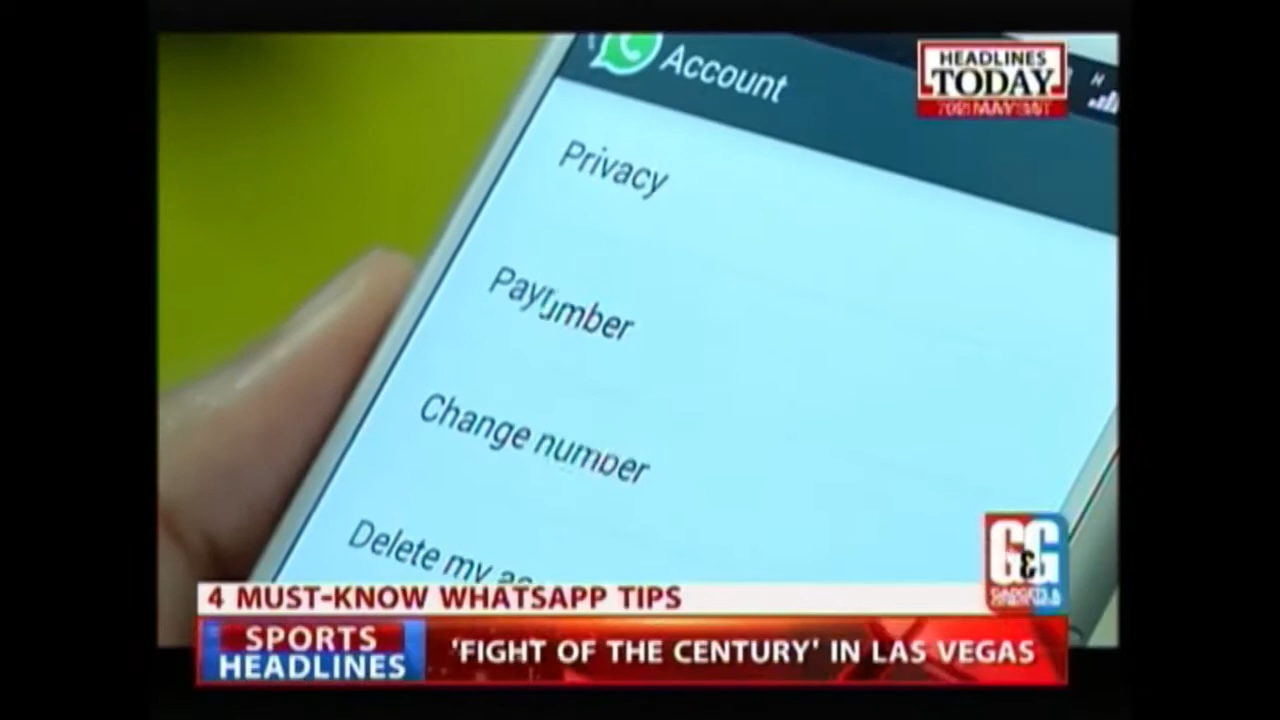 Account
HEADLINES
TODAY
Privacy
Change number
Delete my
G&G
4 MUST-KNOW WHATSAPP TIPS
SPORTS
HEADLINES
'FIGHT OF THE CENTURY' IN LAS VEGAS